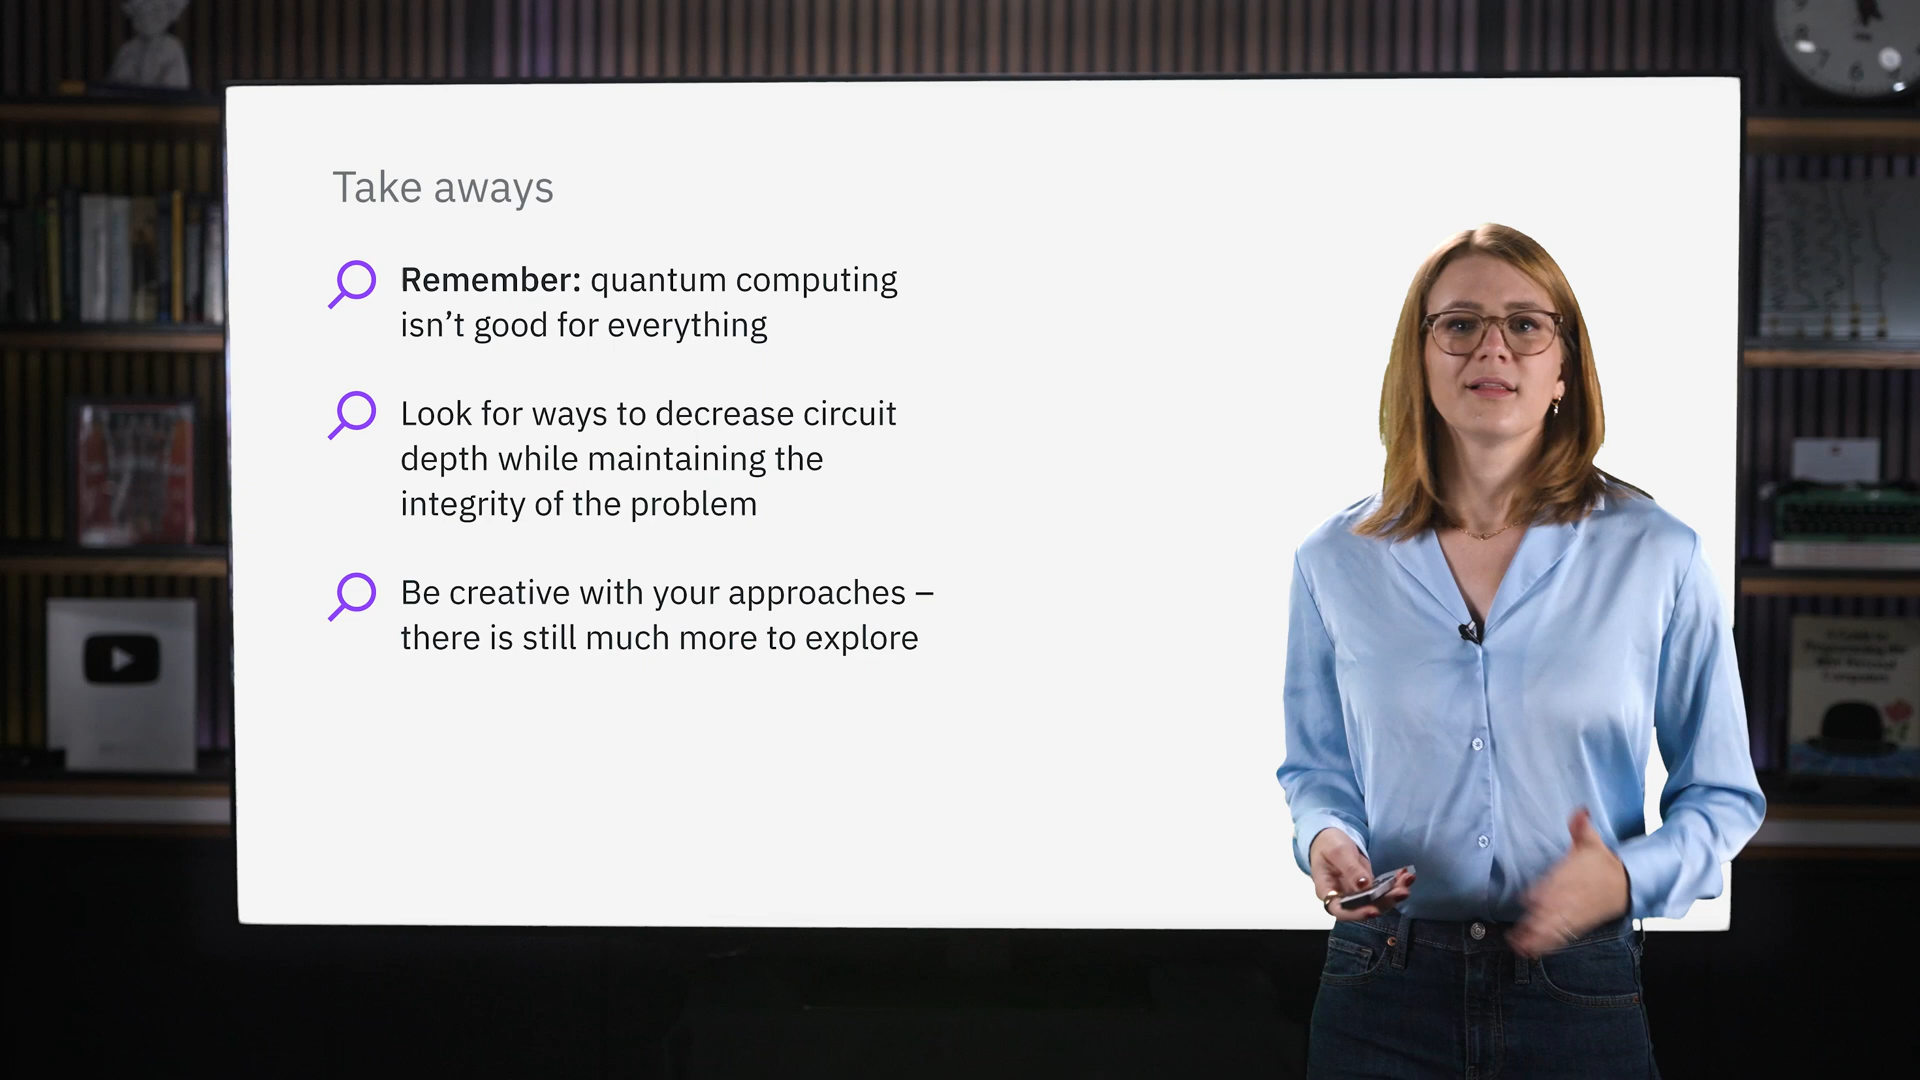 Take aways
Remember: quantum computing
isn’t good for everything
Look for ways to decrease circuit
depth while maintaining the
integrity of the problem
Be creative with your approaches –
there is still much more to explore